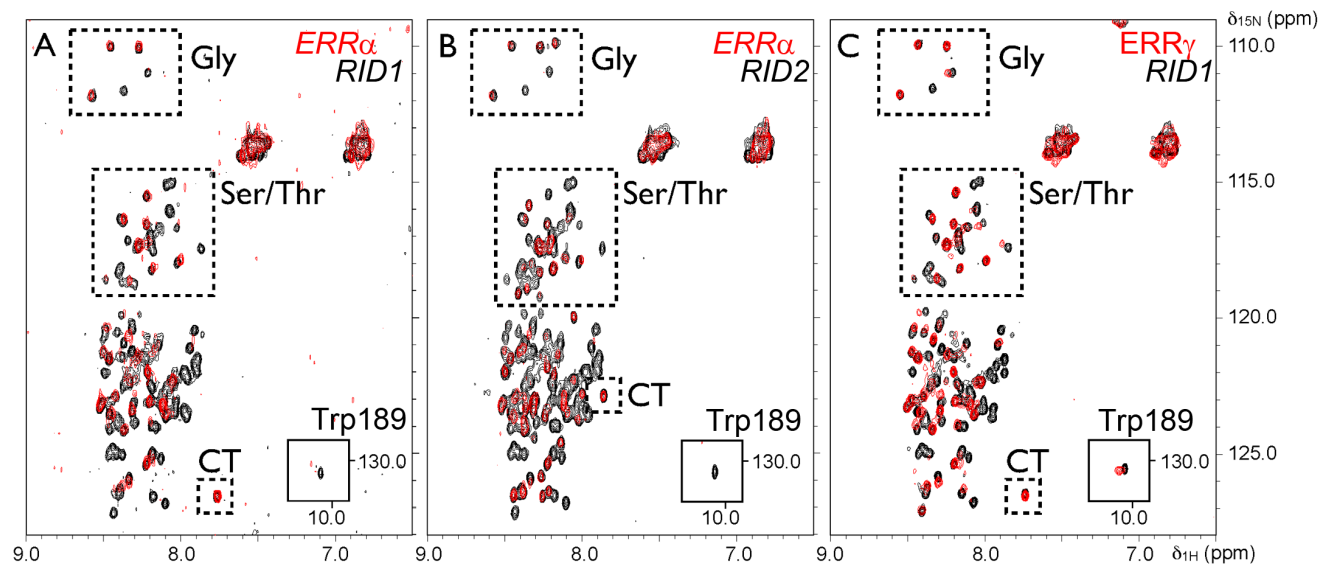 A
ERRα
RID1
Gly
Ser/Thr
Trp189
CT
130.0
10.0
9.0 8.0 7.0
B
ERRα
RID2
Gly
Ser/Thr
CT
Trp189
130.0
10.0
9.0 8.0 7.0
C
ERRγ
RID1
Gly
Ser/Thr
Trp189
CT
130.0
10.0
9.0 8.0 7.0
δ1H (ppm)
δ15N (ppm)
110.0
115.0
120.0
125.0